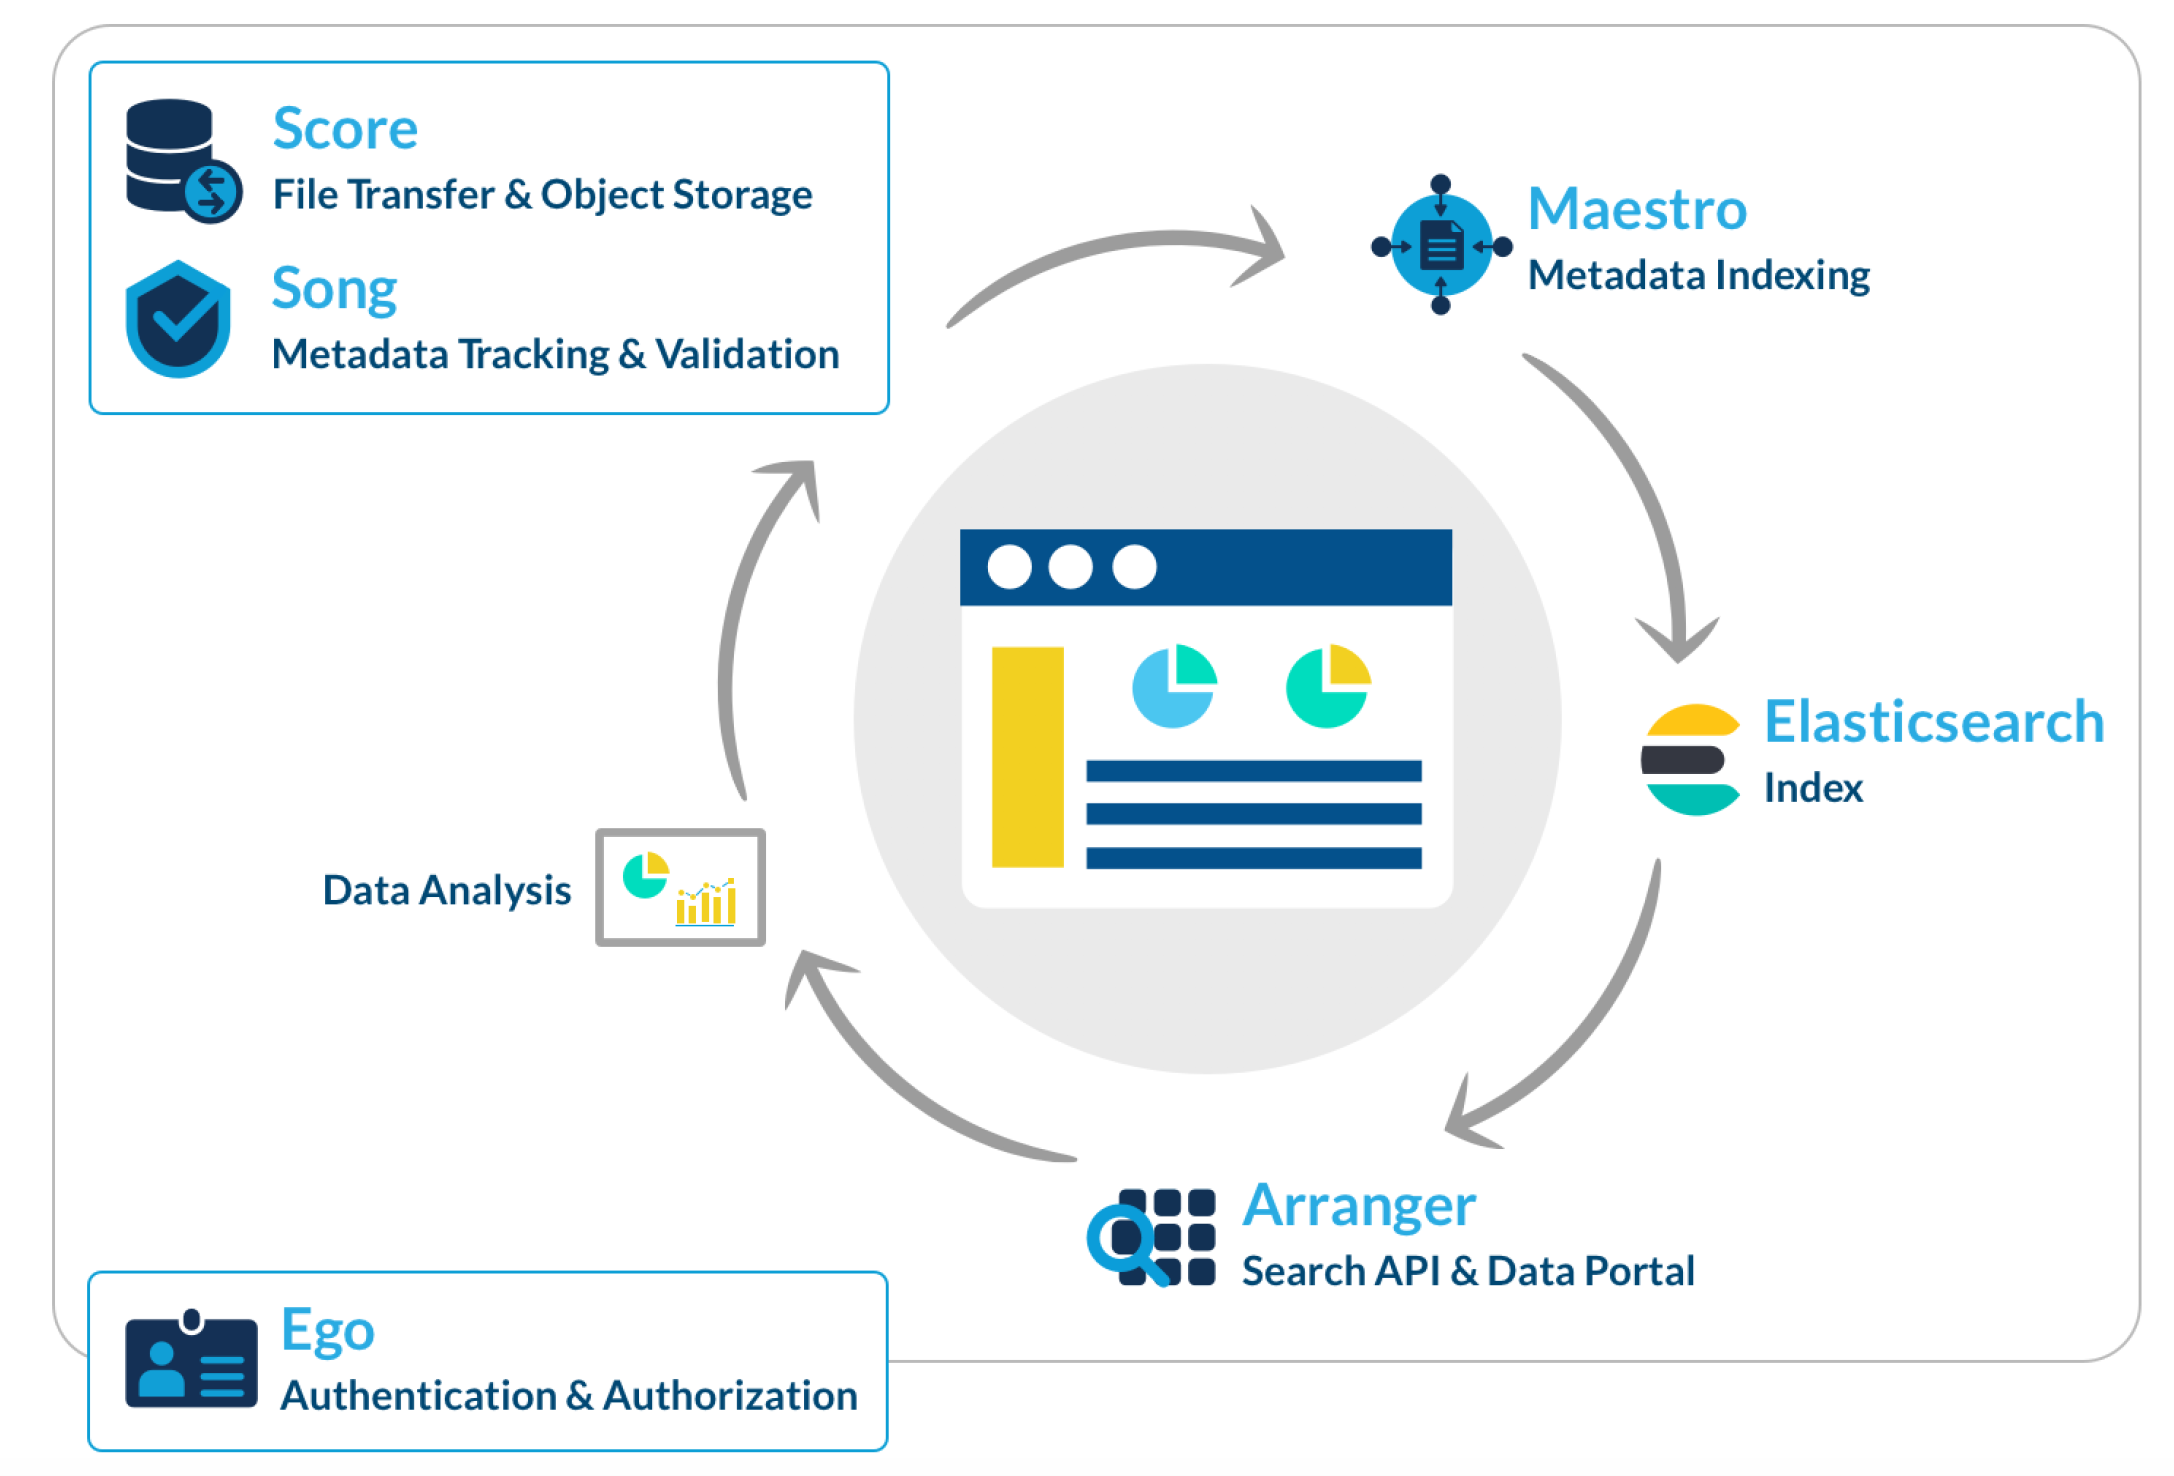 Score
File Transfer & Object Storage
Song
Metadata Tracking & Validation
Maestro
Metadata Indexing
Elasticsearch
Index
Data Analysis
Arranger
Search API & Data Portal
Ego
Authentication & Authorization